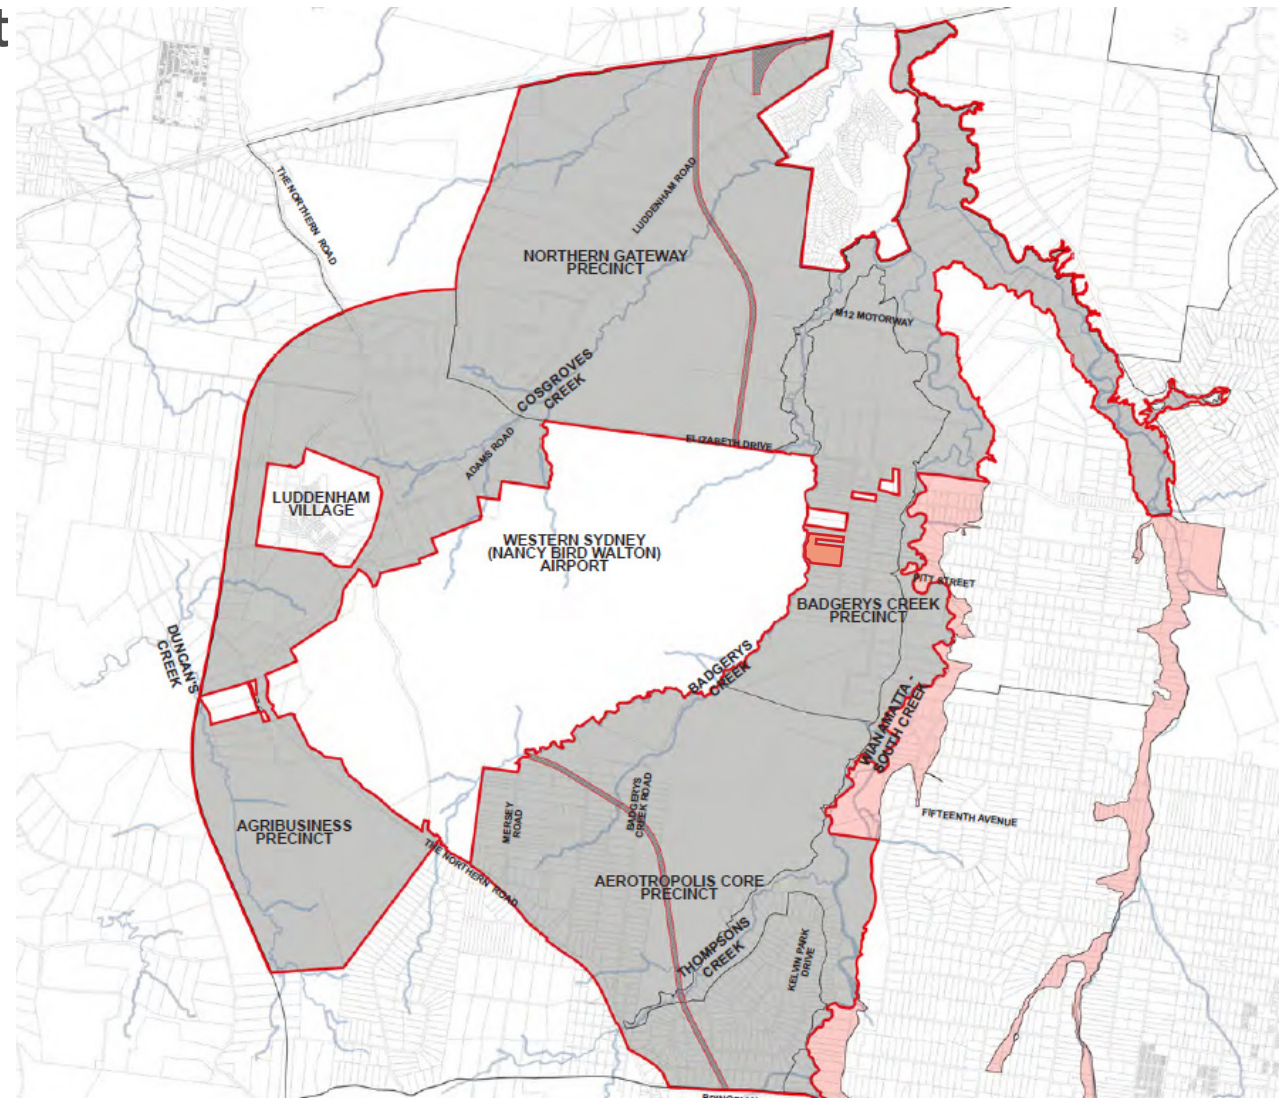 t
THE NORTHERN ROAD
LUDDENHAM ROAD
NORTHERN GATEWAY
PRECINCT
M12 MOTORWAY
COSGROVES
CREEK
ADAMS ROAD
ELIZABETH DRIVE
LUDDENHAM
VILLAGE
WESTERN SYDNEY
(NANCY BIRD WALTON)
AIRPORT
PITT STREET
BADGERYS CREEK
PRECINCT
DUNCAN'S
CREEK
BADGERYS
CREEK
WIANAMATTA -
SOUTH CREEK
MERSEY
ROAD
BADGERYS
CREEK ROAD
FIFTEENTH AVENUE
AGRIBUSINESS
PRECINCT
THE NORTHERN ROAD
AEROTROPOLIS CORE
PRECINCT
THOMPSONS
CREEK
KELVIN PARK
DRIVE